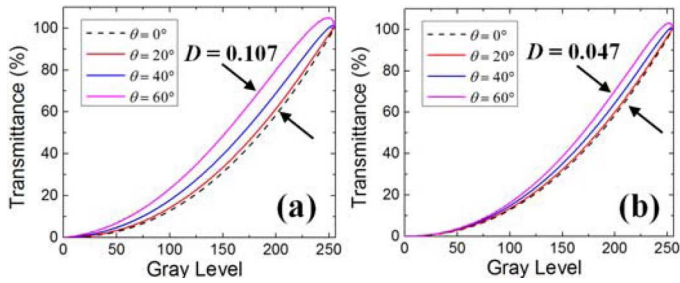 100
80
60
40
20
0
Transmittance (%)
θ = 0°
θ = 20°
θ = 40°
θ = 60°
D = 0.107
(a)
0 50 100 150 200 250
Gray Level
100
80
60
40
20
0
Transmittance (%)
θ = 0°
θ = 20°
θ = 40°
θ = 60°
D = 0.047
(b)
0 50 100 150 200 250
Gray Level